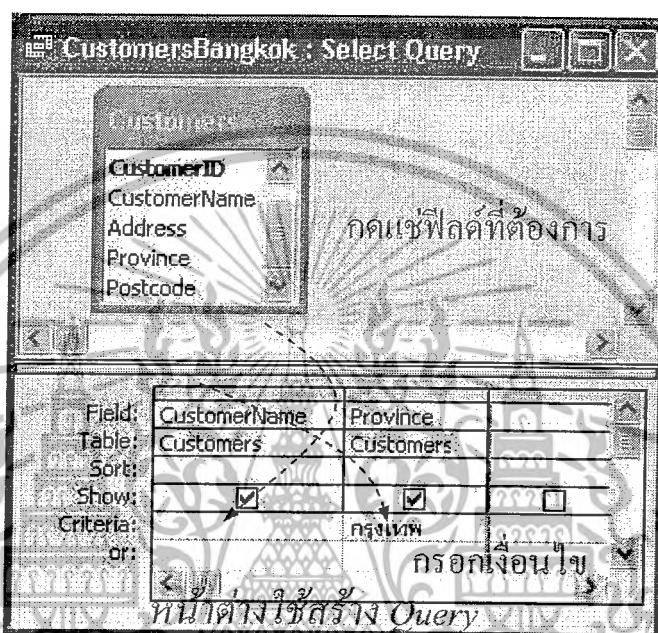 CustomersBangkok : Select Query
Customers
CustomerID
CustomerName
Address
Province
Postcode
กดแช่ฟีลด์ที่ต้องการ
Field: CustomerName Province
Table: Customers Customers
Sort:
Show:
Criteria: กรุงเทพ
or:
กรอกเงื่อนไข
หน้าต่างใช้สร้าง Query